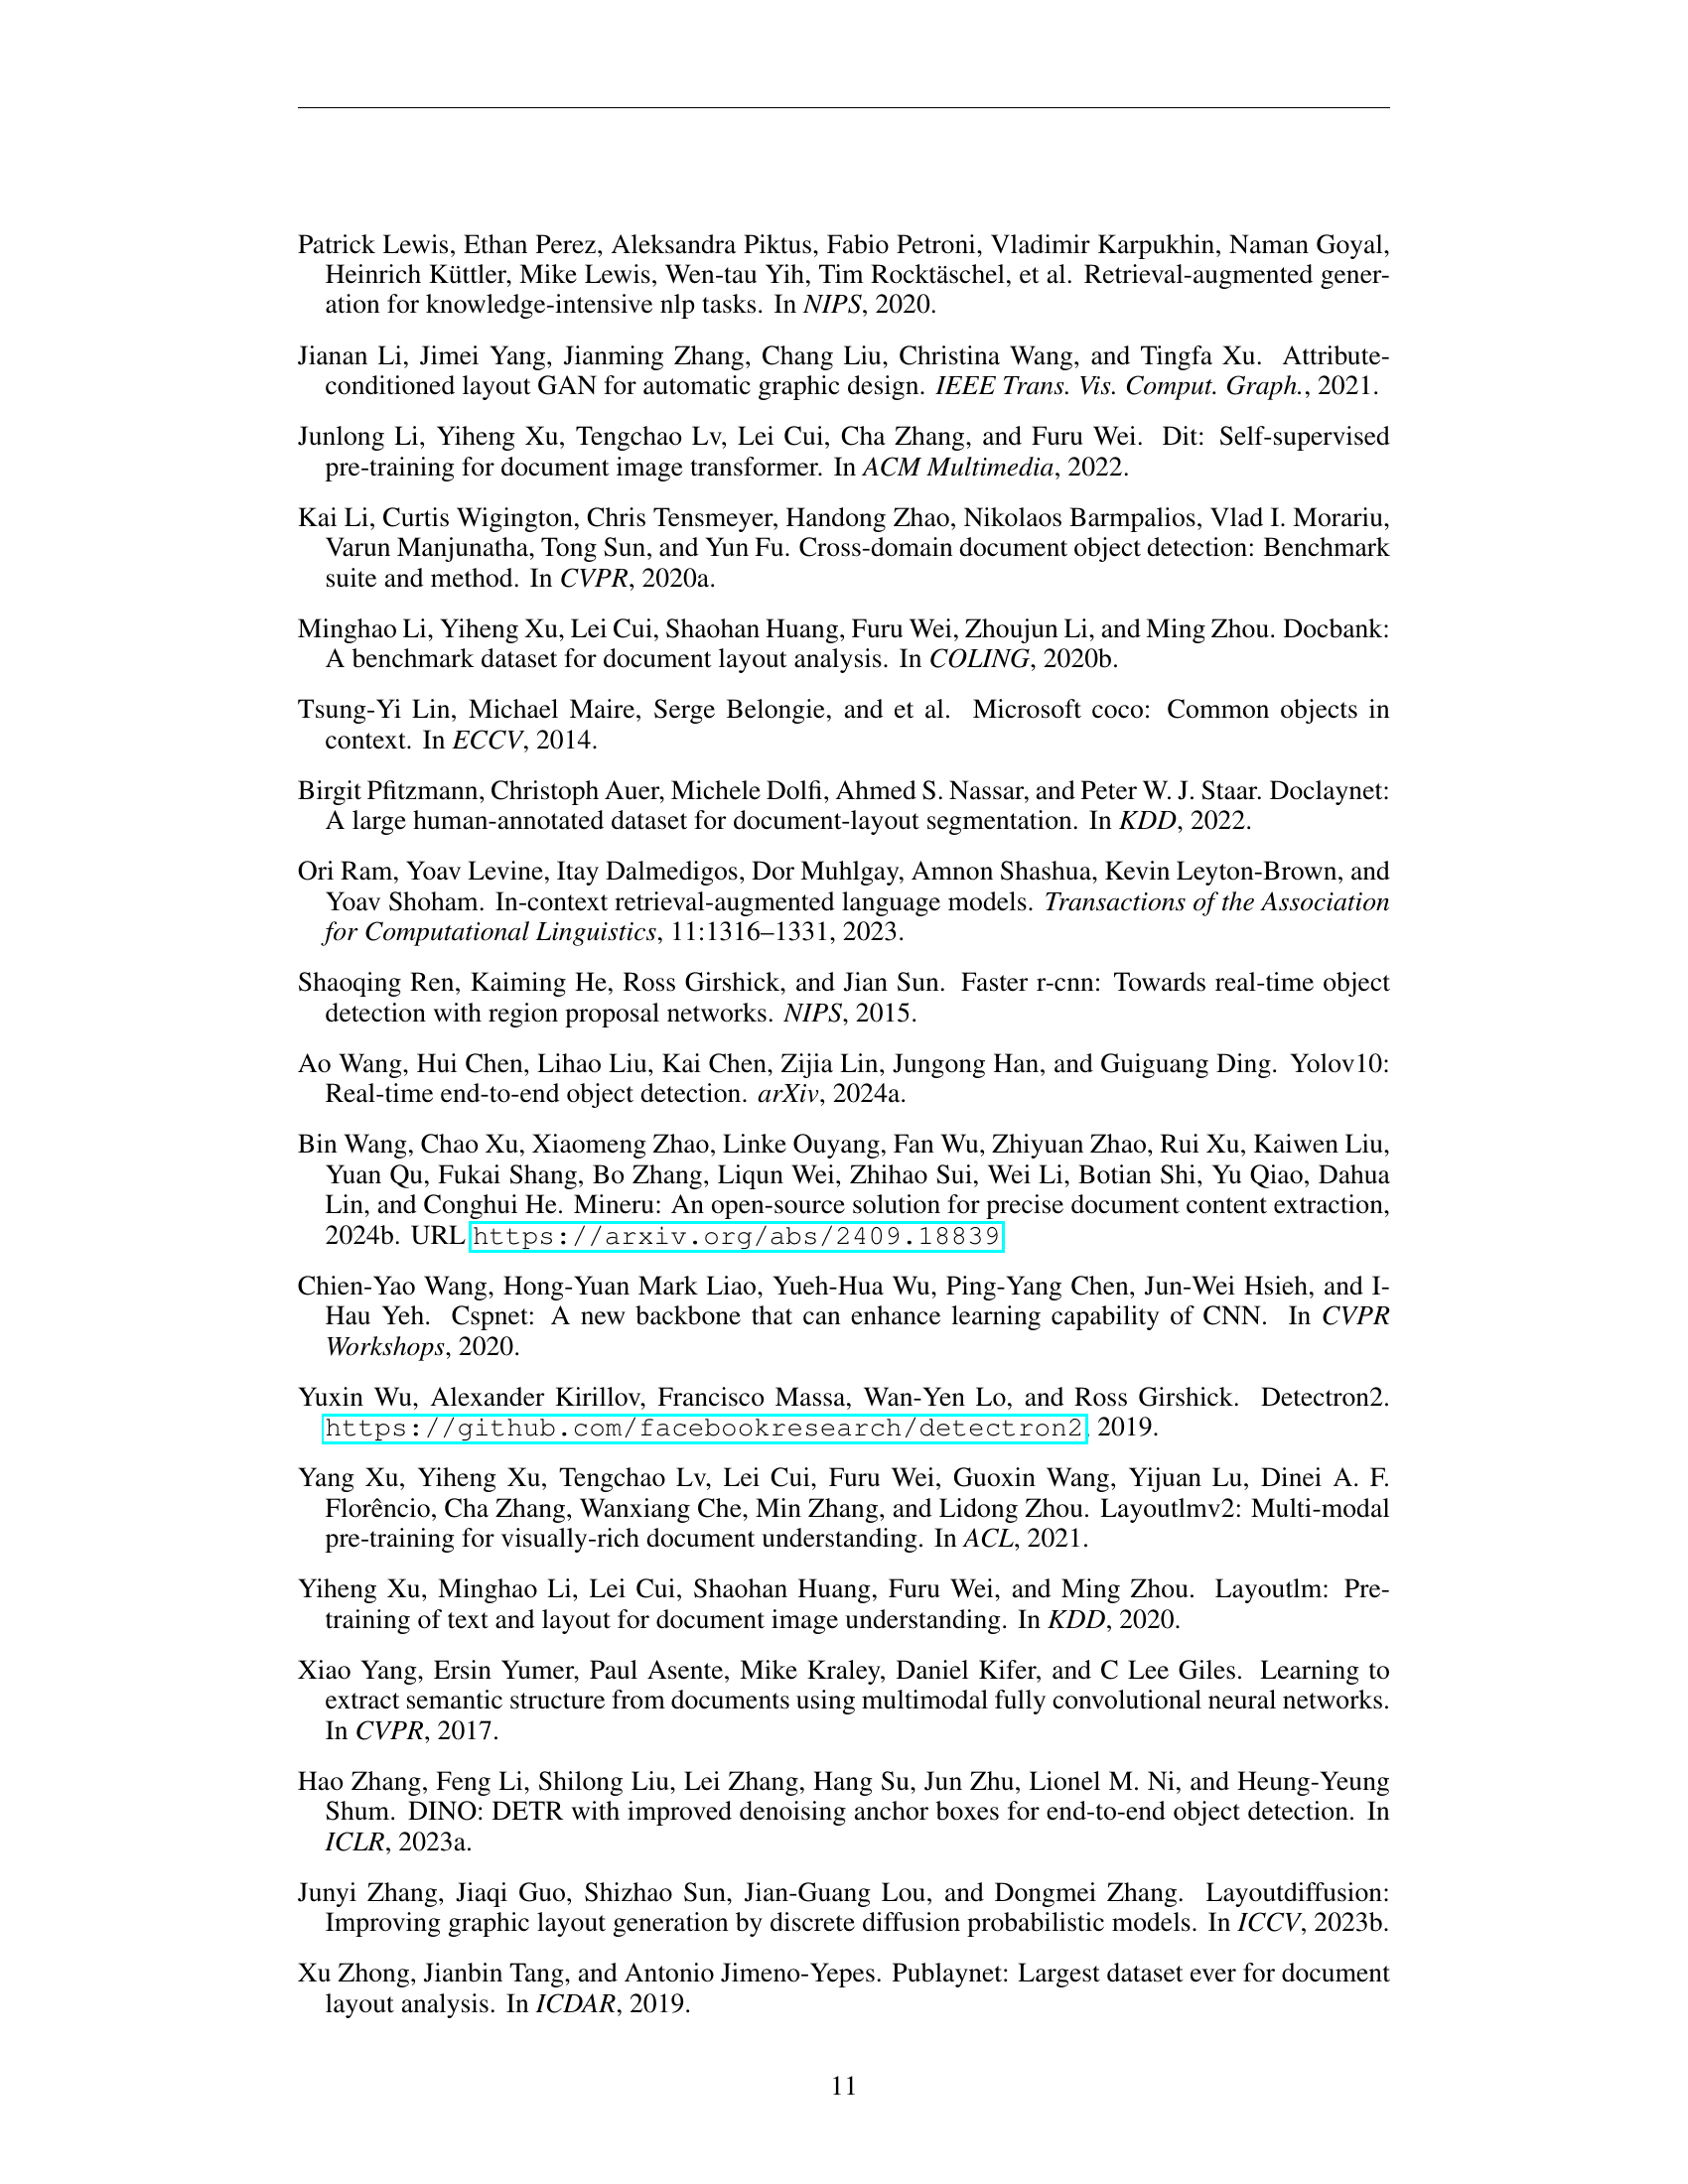 Patrick Lewis, Ethan Perez, Aleksandra Piktus, Fabio Petroni, Vladimir Karpukhin, Naman Goyal,
Heinrich Küttler, Mike Lewis, Wen-tau Yih, Tim Rocktäschel, et al. Retrieval-augmented gener-
ation for knowledge-intensive nlp tasks. In NIPS, 2020.
Jianan Li, Jimei Yang, Jianming Zhang, Chang Liu, Christina Wang, and Tingfa Xu. Attribute-
conditioned layout GAN for automatic graphic design. IEEE Trans. Vis. Comput. Graph., 2021.
Junlong Li, Yiheng Xu, Tengchao Lv, Lei Cui, Cha Zhang, and Furu Wei. Dit: Self-supervised
pre-training for document image transformer. In ACM Multimedia, 2022.
Kai Li, Curtis Wigington, Chris Tensmeyer, Handong Zhao, Nikolaos Barmpalios, Vlad I. Morariu,
Varun Manjunatha, Tong Sun, and Yun Fu. Cross-domain document object detection: Benchmark
suite and method. In CVPR, 2020a.
Minghao Li, Yiheng Xu, Lei Cui, Shaohan Huang, Furu Wei, Zhoujun Li, and Ming Zhou. Docbank:
A benchmark dataset for document layout analysis. In COLING, 2020b.
Tsung-Yi Lin, Michael Maire, Serge Belongie, and et al. Microsoft coco: Common objects in
context. In ECCV, 2014.
Birgit Pfitzmann, Christoph Auer, Michele Dolfi, Ahmed S. Nassar, and Peter W. J. Staar. Doclaynet:
A large human-annotated dataset for document-layout segmentation. In KDD, 2022.
Ori Ram, Yoav Levine, Itay Dalmedigos, Dor Muhlgay, Amnon Shashua, Kevin Leyton-Brown, and
Yoav Shoham. In-context retrieval-augmented language models. Transactions of the Association
for Computational Linguistics, 11:1316–1331, 2023.
Shaoqing Ren, Kaiming He, Ross Girshick, and Jian Sun. Faster r-cnn: Towards real-time object
detection with region proposal networks. NIPS, 2015.
Ao Wang, Hui Chen, Lihao Liu, Kai Chen, Zijia Lin, Jungong Han, and Guiguang Ding. Yolov10:
Real-time end-to-end object detection. arXiv, 2024a.
Bin Wang, Chao Xu, Xiaomeng Zhao, Linke Ouyang, Fan Wu, Zhiyuan Zhao, Rui Xu, Kaiwen Liu,
Yuan Qu, Fukai Shang, Bo Zhang, Liqun Wei, Zhihao Sui, Wei Li, Botian Shi, Yu Qiao, Dahua
Lin, and Conghui He. Mineru: An open-source solution for precise document content extraction,
2024b. URL https://arxiv.org/abs/2409.18839.
Chien-Yao Wang, Hong-Yuan Mark Liao, Yueh-Hua Wu, Ping-Yang Chen, Jun-Wei Hsieh, and I-
Hau Yeh. Cspnet: A new backbone that can enhance learning capability of CNN. In CVPR
Workshops, 2020.
Yuxin Wu, Alexander Kirillov, Francisco Massa, Wan-Yen Lo, and Ross Girshick. Detectron2.
https://github.com/facebookresearch/detectron2, 2019.
Yang Xu, Yiheng Xu, Tengchao Lv, Lei Cui, Furu Wei, Guoxin Wang, Yijuan Lu, Dinei A. F.
Florêncio, Cha Zhang, Wanxiang Che, Min Zhang, and Lidong Zhou. Layoutlmv2: Multi-modal
pre-training for visually-rich document understanding. In ACL, 2021.
Yiheng Xu, Minghao Li, Lei Cui, Shaohan Huang, Furu Wei, and Ming Zhou. Layoutlm: Pre-
training of text and layout for document image understanding. In KDD, 2020.
Xiao Yang, Ersin Yumer, Paul Asente, Mike Kraley, Daniel Kifer, and C Lee Giles. Learning to
extract semantic structure from documents using multimodal fully convolutional neural networks.
In CVPR, 2017.
Hao Zhang, Feng Li, Shilong Liu, Lei Zhang, Hang Su, Jun Zhu, Lionel M. Ni, and Heung-Yeung
Shum. DINO: DETR with improved denoising anchor boxes for end-to-end object detection. In
ICLR, 2023a.
Junyi Zhang, Jiaqi Guo, Shizhao Sun, Jian-Guang Lou, and Dongmei Zhang. Layoutdiffusion:
Improving graphic layout generation by discrete diffusion probabilistic models. In ICCV, 2023b.
Xu Zhong, Jianbin Tang, and Antonio Jimeno-Yepes. Publaynet: Largest dataset ever for document
layout analysis. In ICDAR, 2019.
11